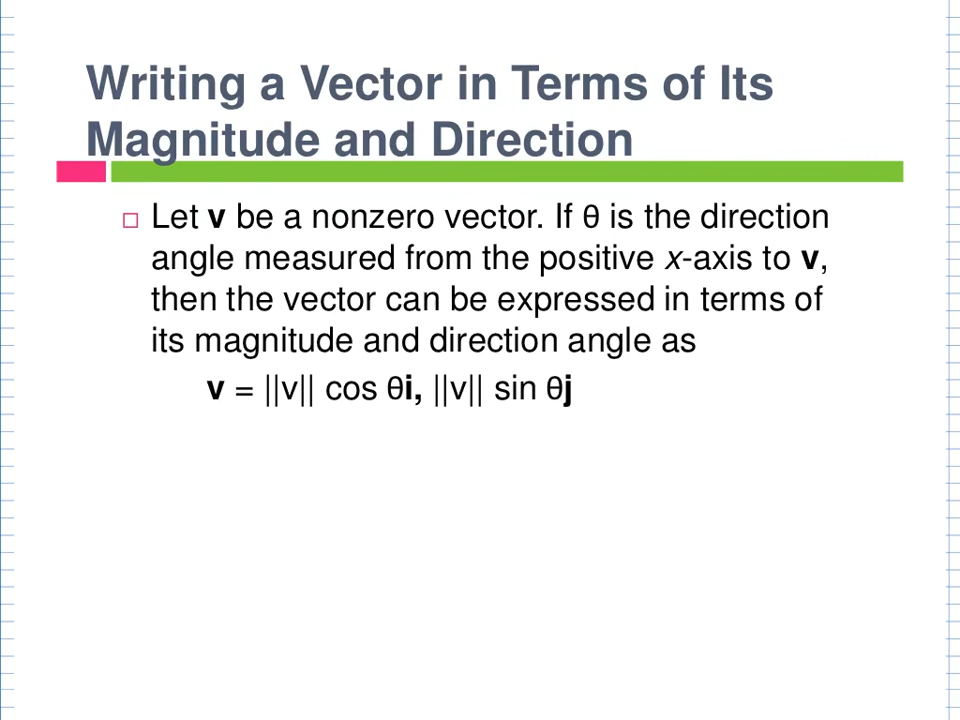 Writing a Vector in Terms of Its
Magnitude and Direction
Let v be a nonzero vector. If θ is the direction
angle measured from the positive x-axis to v,
then the vector can be expressed in terms of
its magnitude and direction angle as
v = ||v|| cos θi, ||v|| sin θj